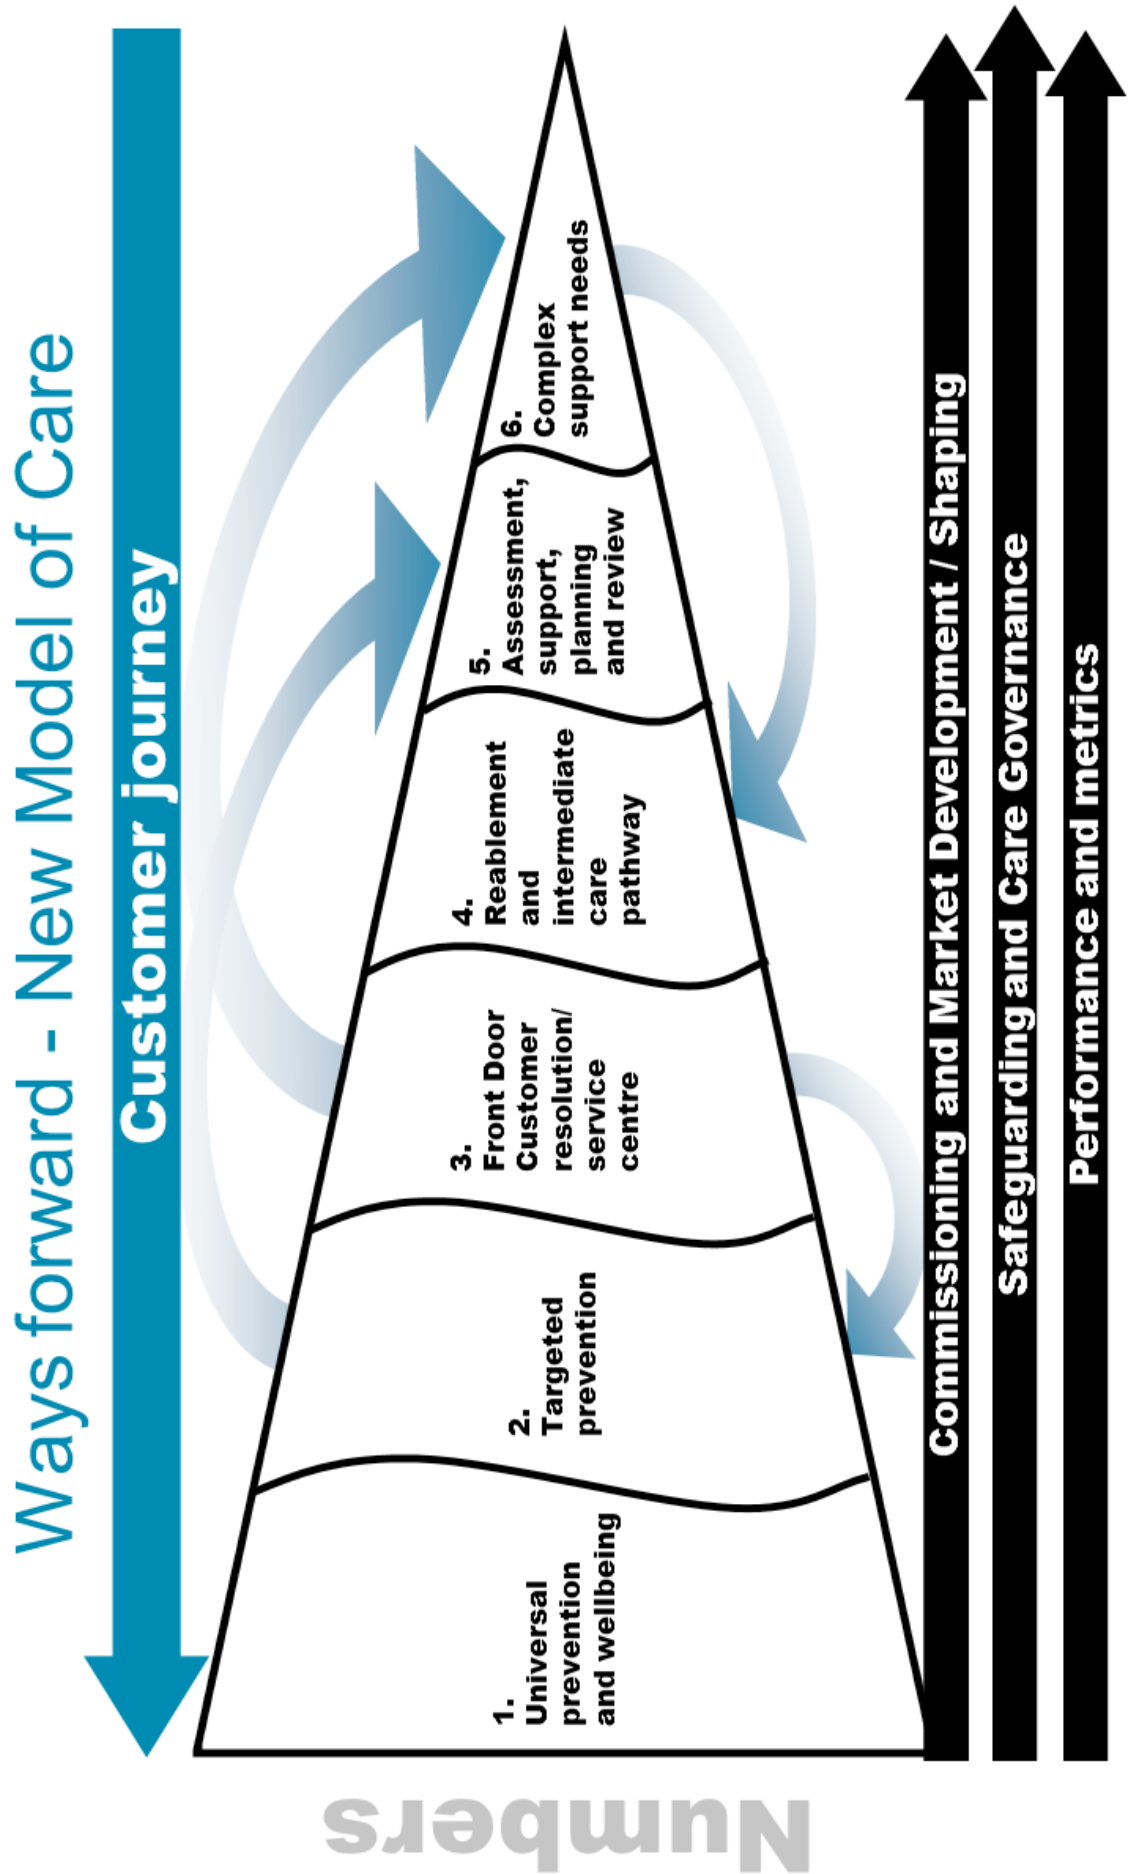 Ways forward - New Model of Care
Customer journey
1.
Universal
prevention
and wellbeing
2.
Targeted
prevention
3.
Front Door
Customer
resolution/
service
centre
4.
Reablement
and
intermediate
care
pathway
5.
Assessment,
support,
planning
and review
6.
Complex
support needs
Commissioning and Market Development / Shaping
Safeguarding and Care Governance
Performance and metrics
Numbers